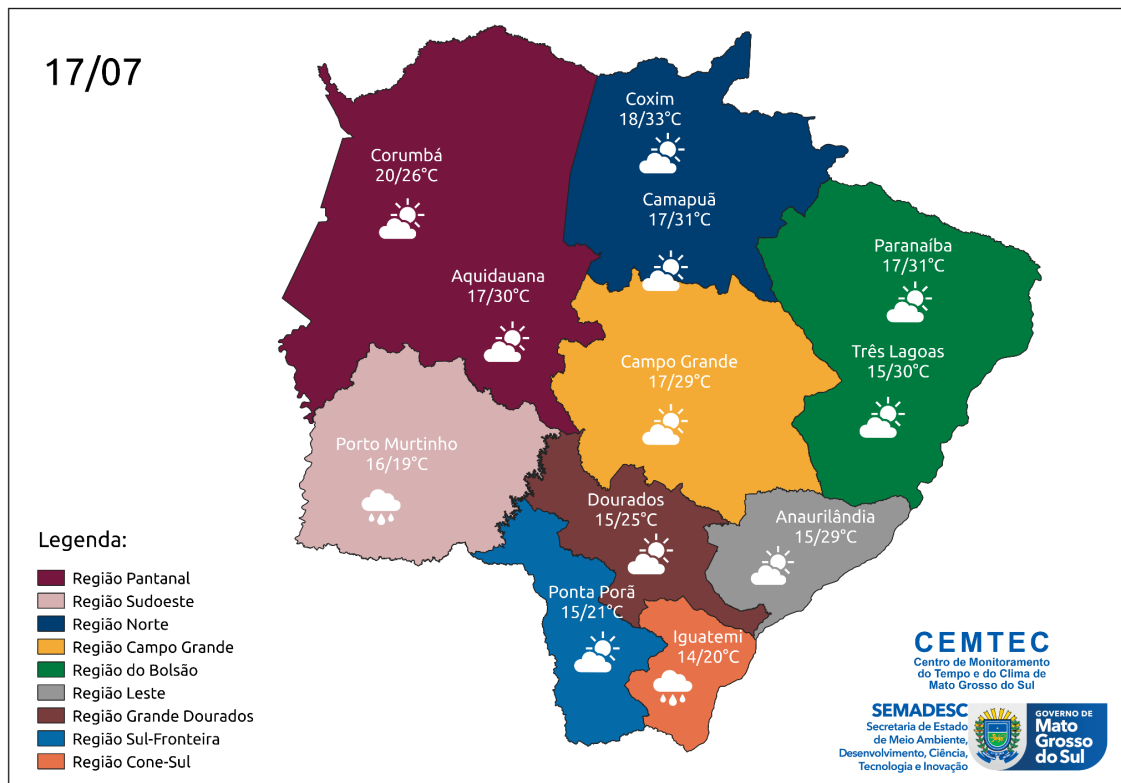 17/07
Coxim
18/33°C
Corumbá
20/26°C
Camapuã
17/31°C
Paranaíba
17/31°C
Aquidauana
17/30°C
Três Lagoas
15/30°C
Campo Grande
17/29°C
Porto Murtinho
16/19°C
Dourados
15/25°C
Anaurilândia
15/29°C
Ponta Porã
15/21°C
Iguatemi
14/20°C
Legenda:
Região Pantanal
Região Sudoeste
Região Norte
Região Campo Grande
Região do Bolsão
Região Leste
Região Grande Dourados
Região Sul-Fronteira
Região Cone-Sul
CEMTEC
Centro de Monitoramento
do Tempo e do Clima de
Mato Grosso do Sul
SEMADESC
Secretaria de Estado
de Meio Ambiente,
Desenvolvimento, Ciência,
Tecnologia e Inovação
GOVERNO DE
Mato
Grosso
do Sul